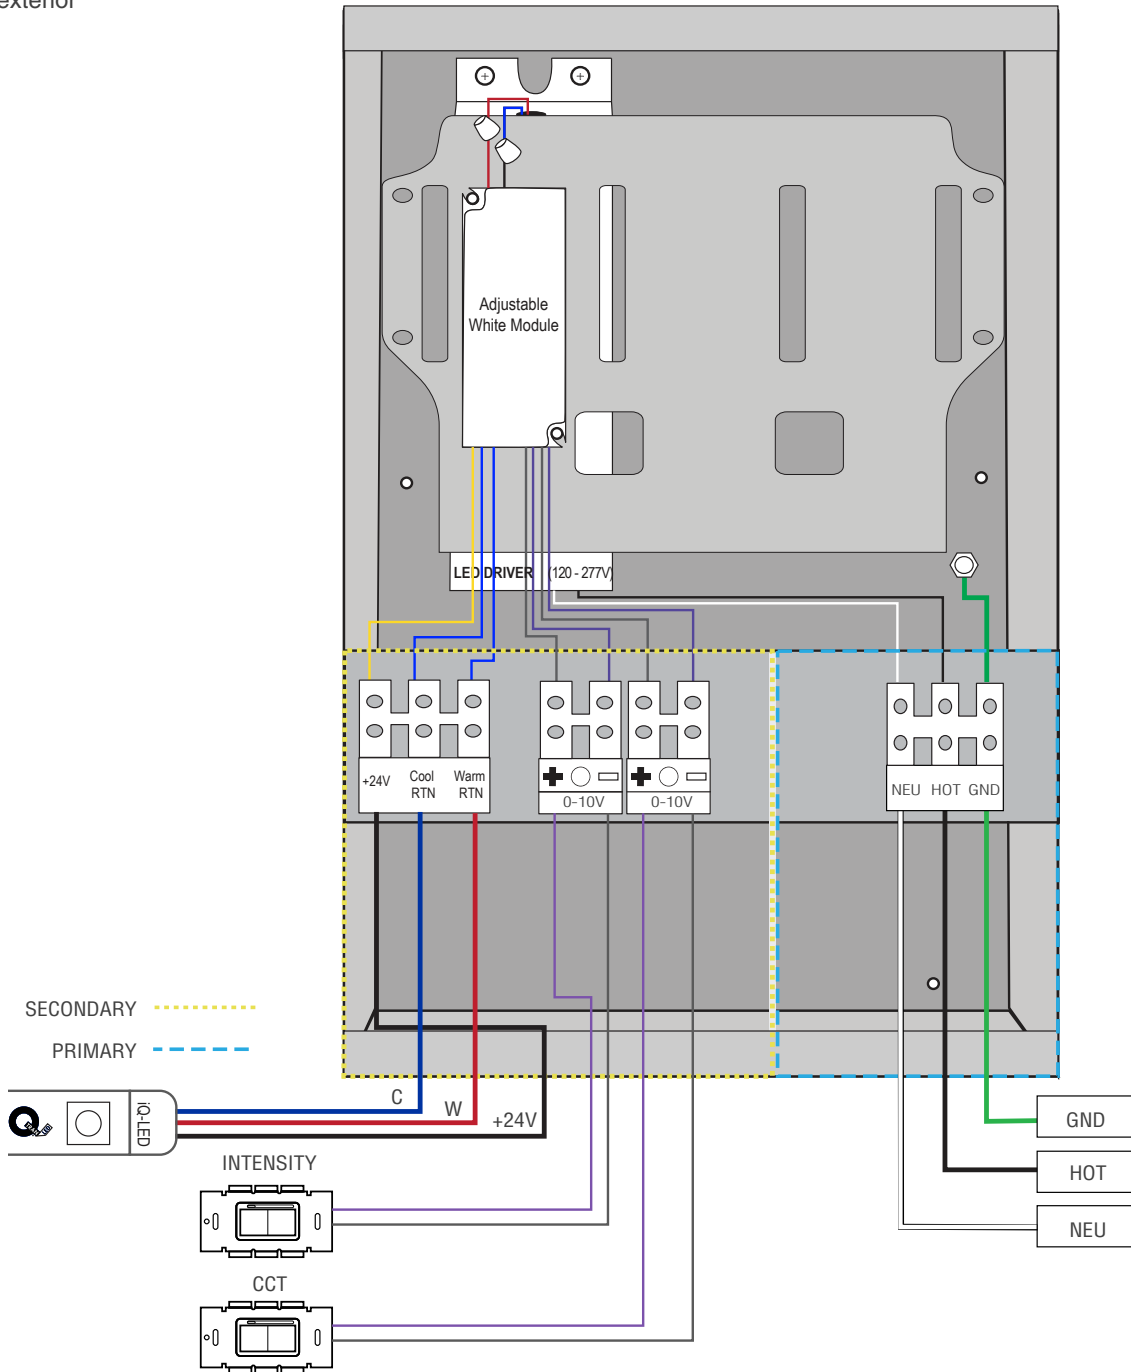 exterior
Adjustable
White Module
LED DRIVER (120 - 277V)
+24V Cool RTN Warm RTN
0-10V 0-10V
NEU HOT GND
SECONDARY
PRIMARY
C
W
+24V
iQ-LED
GND
HOT
NEU
INTENSITY
CCT